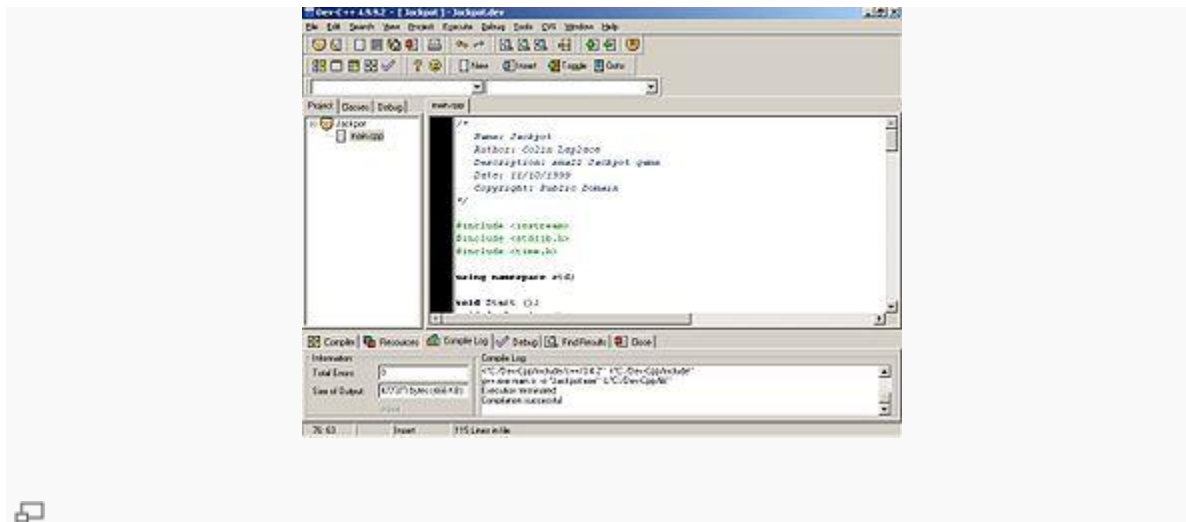 Dev-C++ 4.9.9.2 - [ Jackpot ] - Jackpot.dev
File Edit Search View Project Execute Debug Tools CVS Window Help
New Insert Toggle Goto
Project Classes Debug main.cpp
Jackpot
main.cpp
/*
Name: Jackpot
Author: Colin Laplace
Description: small Jackpot game
Date: 11/10/1999
Copyright: Public Domain
*/
#include <iostream>
#include <stdlib.h>
#include <time.h>
using namespace std;
void Start ();
Compiler Resources Compile Log Debug Find Results Close
Information
Compile Log
Total Errors: 0
Size of Output:
Execution terminated
Compilation successful
Insert
115 Lines in file